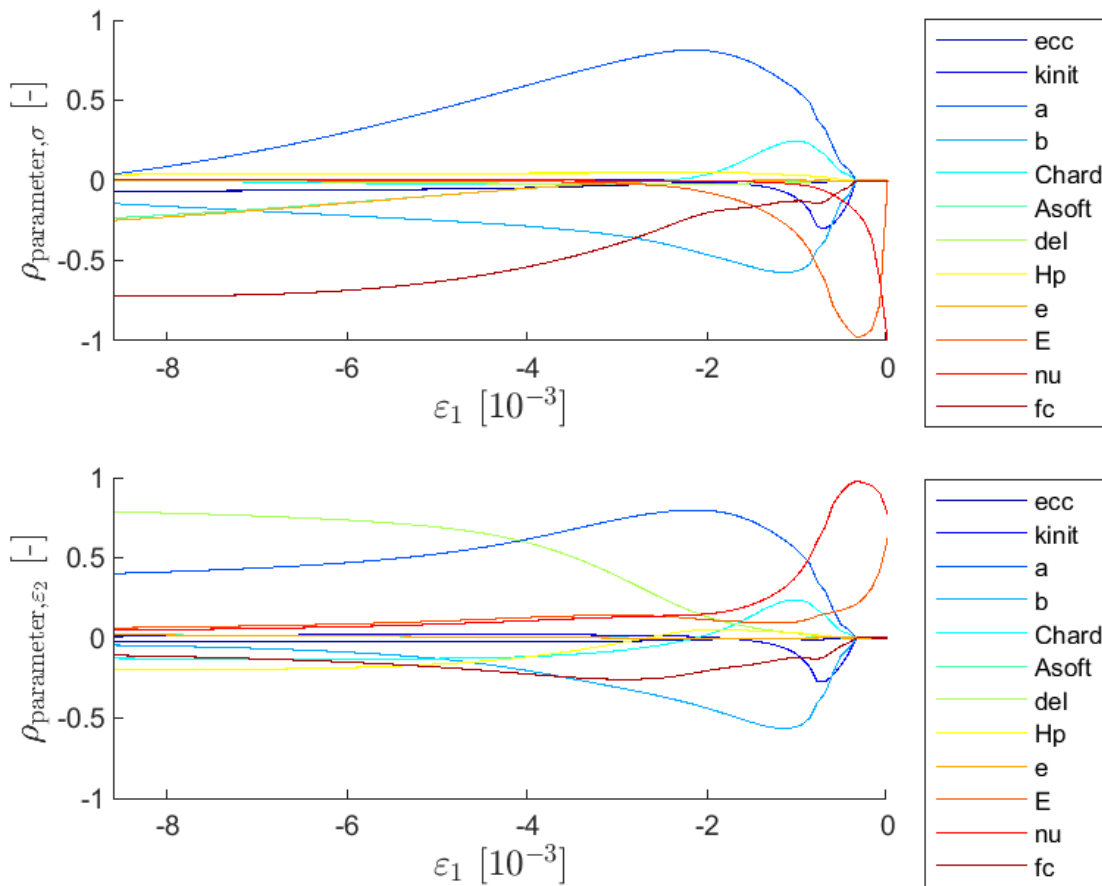 1
0.5
0
-0.5
-1
-8
-6
-4
-2
0
ρparameter,σ [-]
ε₁ [10⁻³]
ecc
kinit
a
b
Chard
Asoft
del
Hp
e
E
nu
fc
1
0.5
0
-0.5
-1
-8
-6
-4
-2
0
ρparameter,ε₂ [-]
ε₁ [10⁻³]
ecc
kinit
a
b
Chard
Asoft
del
Hp
e
E
nu
fc